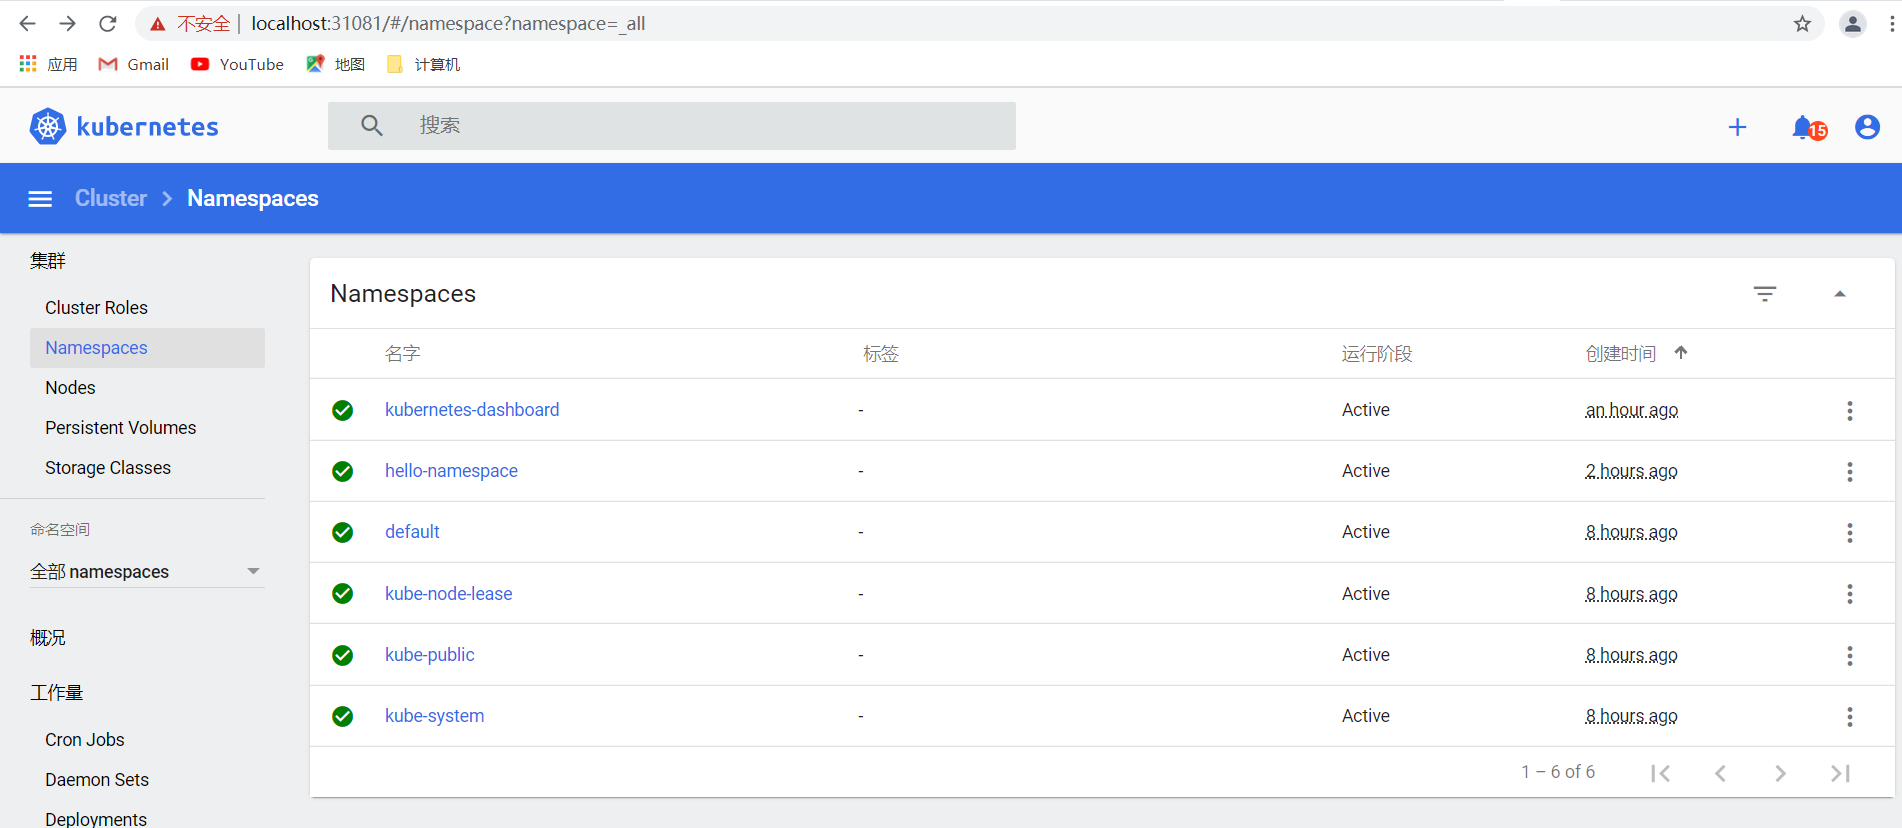 不安全 localhost:31081/#/namespace?namespace=_all
应用 Gmail YouTube 地图 计算机
kubernetes 搜索 15
Cluster Namespaces
集群
Cluster Roles
Namespaces
Nodes
Persistent Volumes
Storage Classes
命名空间
全部 namespaces
概况
工作量
Cron Jobs
Daemon Sets
Deployments
Namespaces
名字 标签 运行阶段 创建时间
kubernetes-dashboard - Active an hour ago
hello-namespace - Active 2 hours ago
default - Active 8 hours ago
kube-node-lease - Active 8 hours ago
kube-public - Active 8 hours ago
kube-system - Active 8 hours ago
1 – 6 of 6